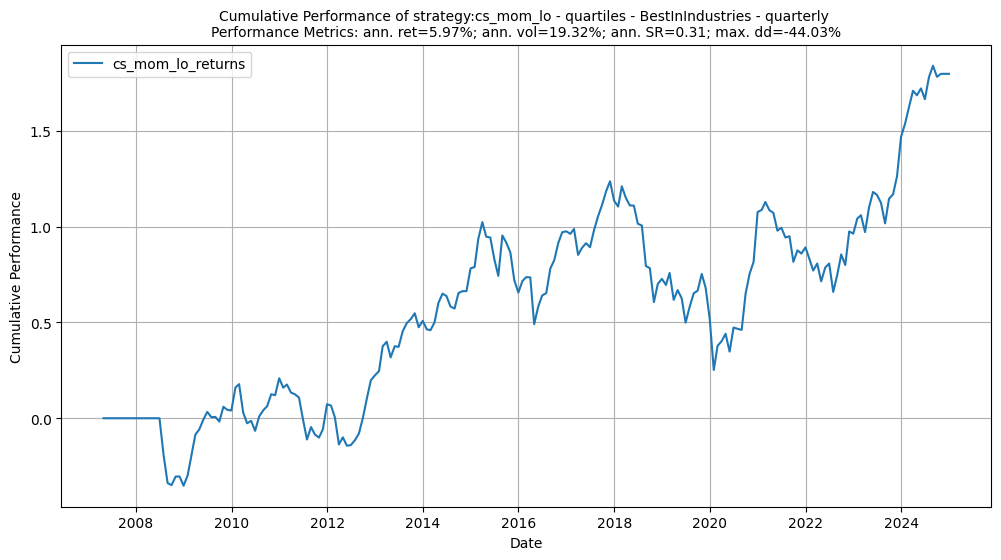 Cumulative Performance of strategy:cs_mom_lo - quartiles - BestInIndustries - quarterly
Performance Metrics: ann. ret=5.97%; ann. vol=19.32%; ann. SR=0.31; max. dd=-44.03%
cs_mom_lo_returns
1.5
1.0
0.5
0.0
Cumulative Performance
2008 2010 2012 2014 2016 2018 2020 2022 2024
Date